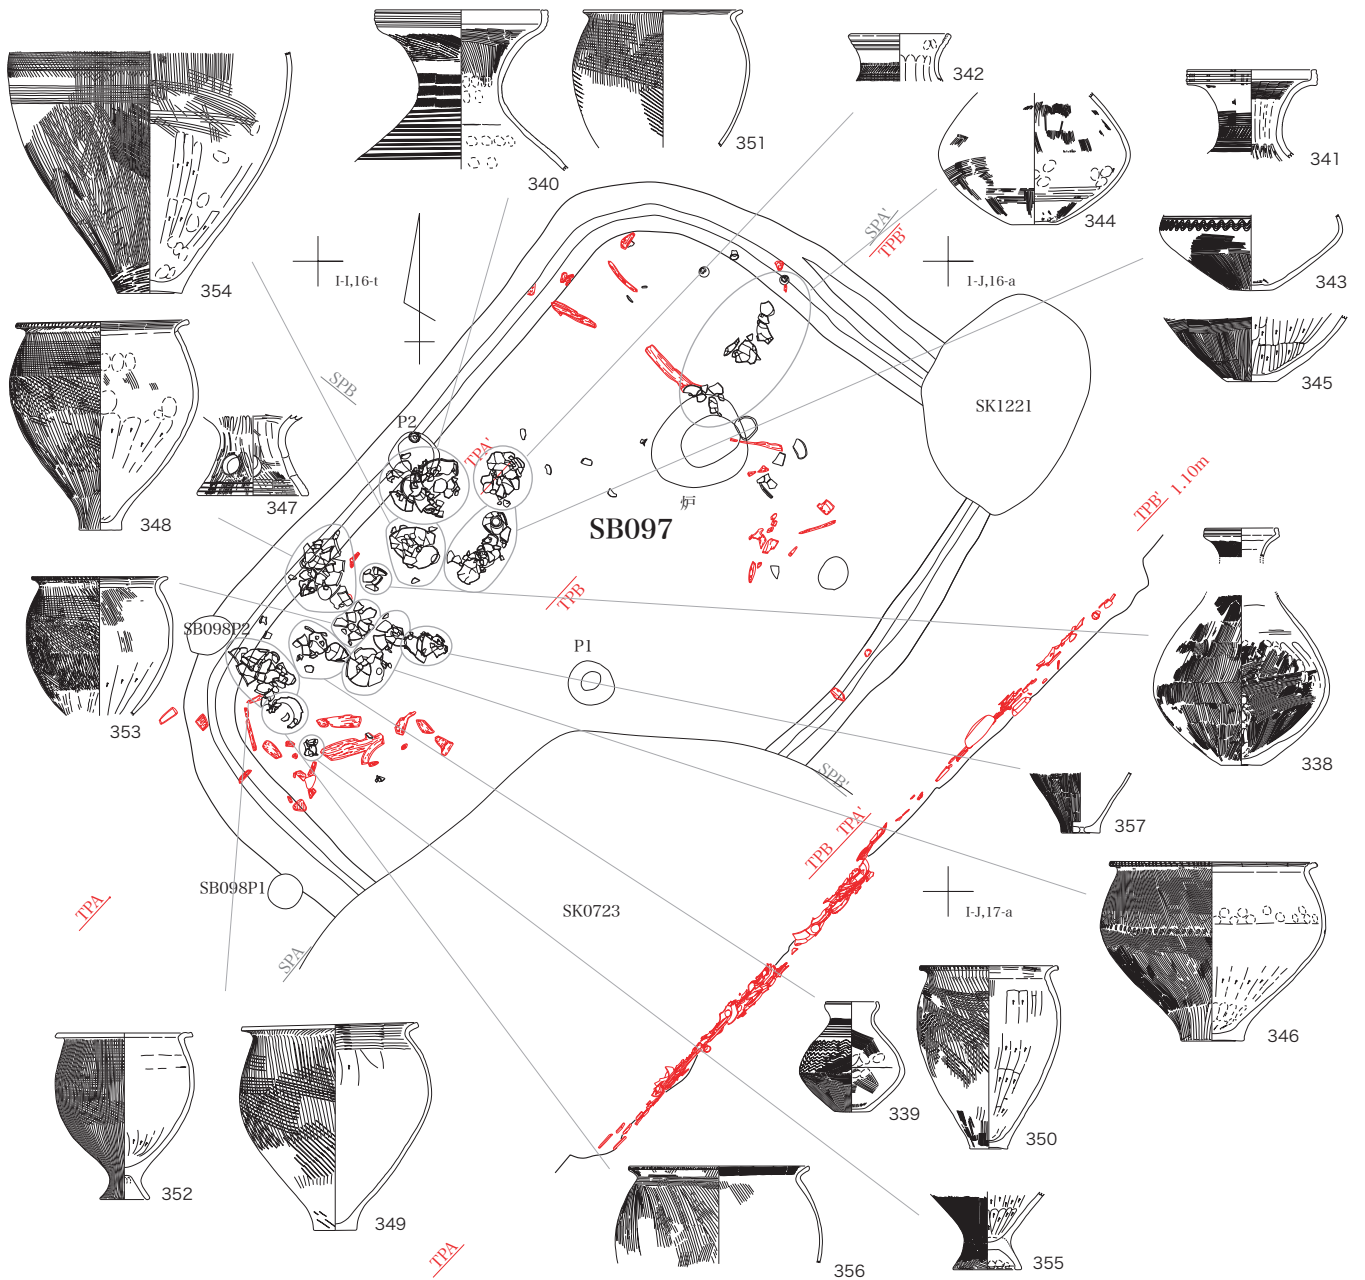 340
351
342
341
354
344
343
I-I,16-t
SPA'
TPB'
1-J,16-a
345
SPB
P2
TPA'
SK1221
348
347
炉
TPB' 1.10m
SB097
TPB
SB098P2
353
P1
338
SPB'
357
TPB TPA'
SB098P1
TPA
SK0723
I-J,17-a
SPA
346
339
350
352
349
TPA
356
355